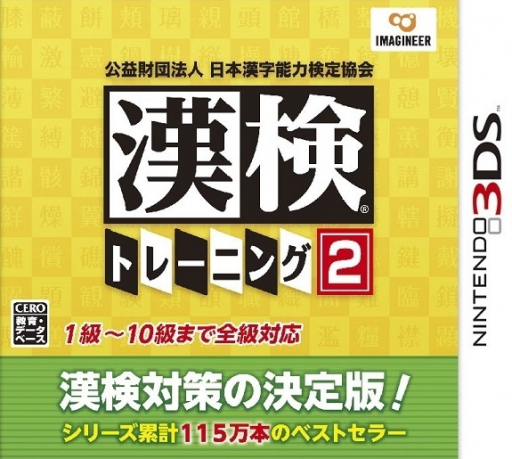 IMAGINEER
公益財団法人 日本漢字能力検定協会
漢検®
トレーニング2
CERO
教育・
データ
ベース
1級～10級まで全級対応
漢検対策の決定版!
シリーズ累計115万本のベストセラー
NINTENDO 3DS™